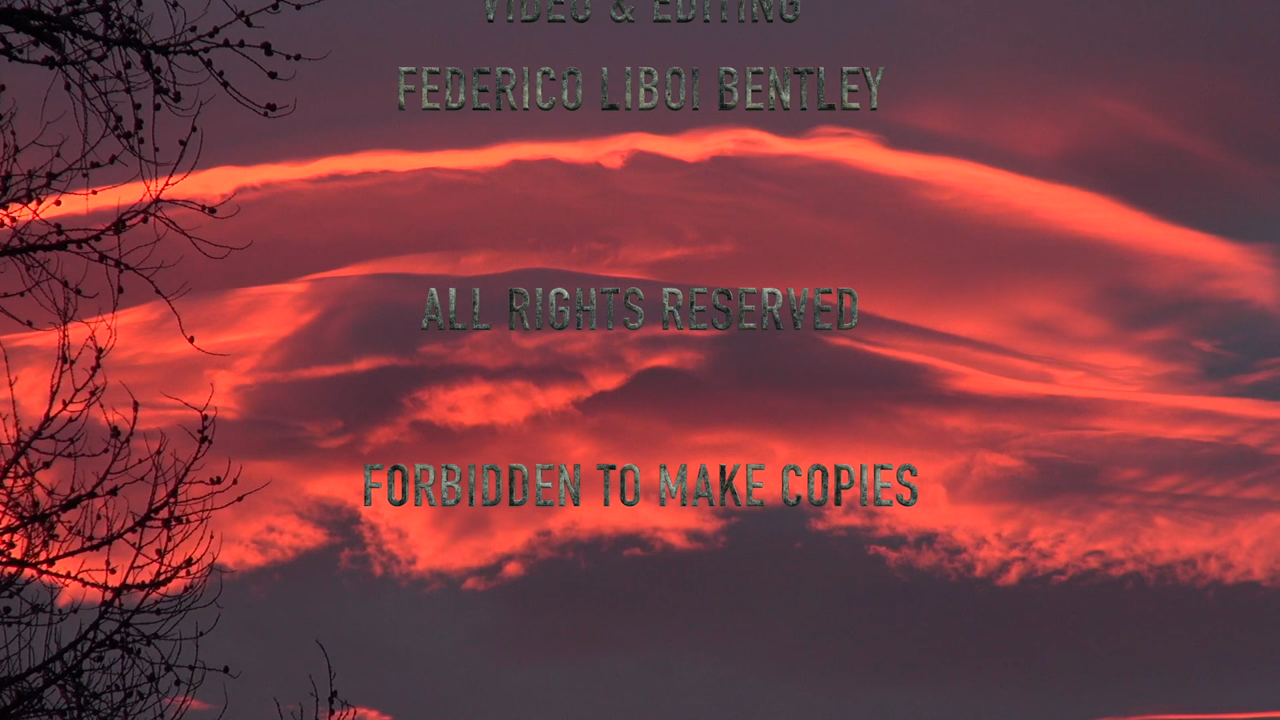 VIDEO & EDITING
FEDERICO LIBOI BENTLEY
ALL RIGHTS RESERVED
FORBIDDEN TO MAKE COPIES